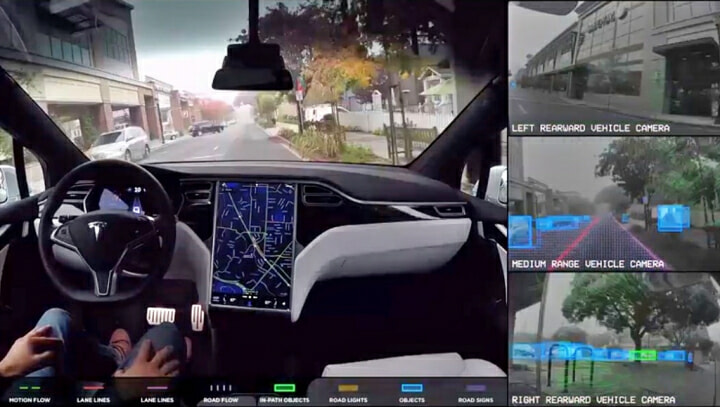 LEFT REARWARD VEHICLE CAMERA
MEDIUM RANGE VEHICLE CAMERA
RIGHT REARWARD VEHICLE CAMERA
MOTION FLOW
LANE LINES
LANE LINES
ROAD FLOW
IN-PATH OBJECTS
ROAD LIGHTS
OBJECTS
ROAD SIGNS